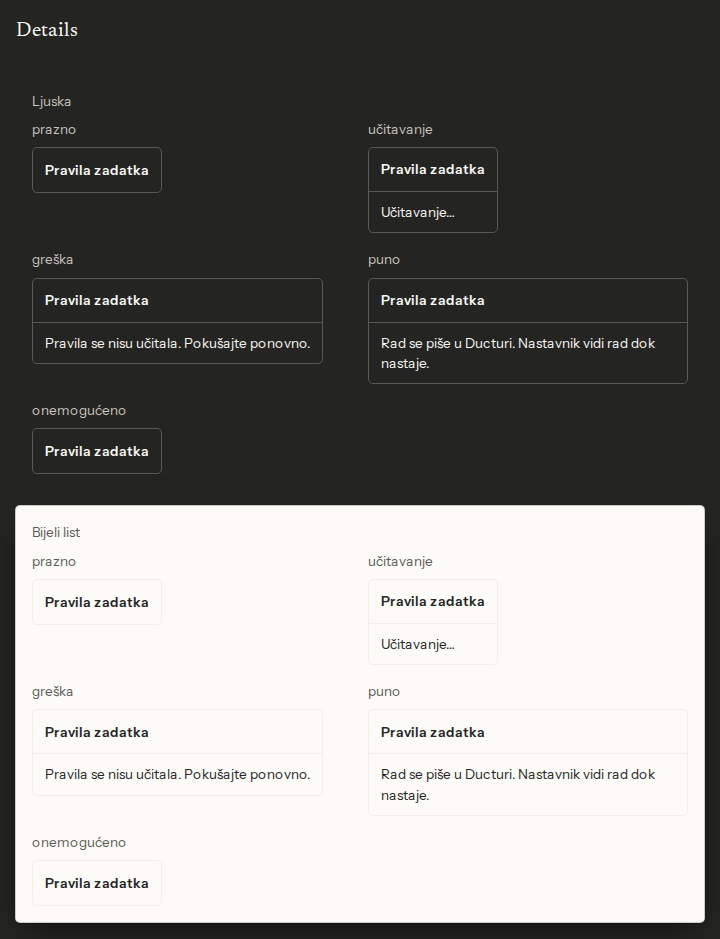 Details
Ljuska
prazno
učitavanje
Pravila zadatka
Pravila zadatka
Učitavanje…
greška
puno
Pravila zadatka
Pravila zadatka
Pravila se nisu učitala. Pokušajte ponovno.
Rad se piše u Ducturi. Nastavnik vidi rad dok
nastaje.
onemogućeno
Pravila zadatka
Bijeli list
prazno
učitavanje
Pravila zadatka
Pravila zadatka
Učitavanje…
greška
puno
Pravila zadatka
Pravila zadatka
Pravila se nisu učitala. Pokušajte ponovno.
Rad se piše u Ducturi. Nastavnik vidi rad dok
nastaje.
onemogućeno
Pravila zadatka